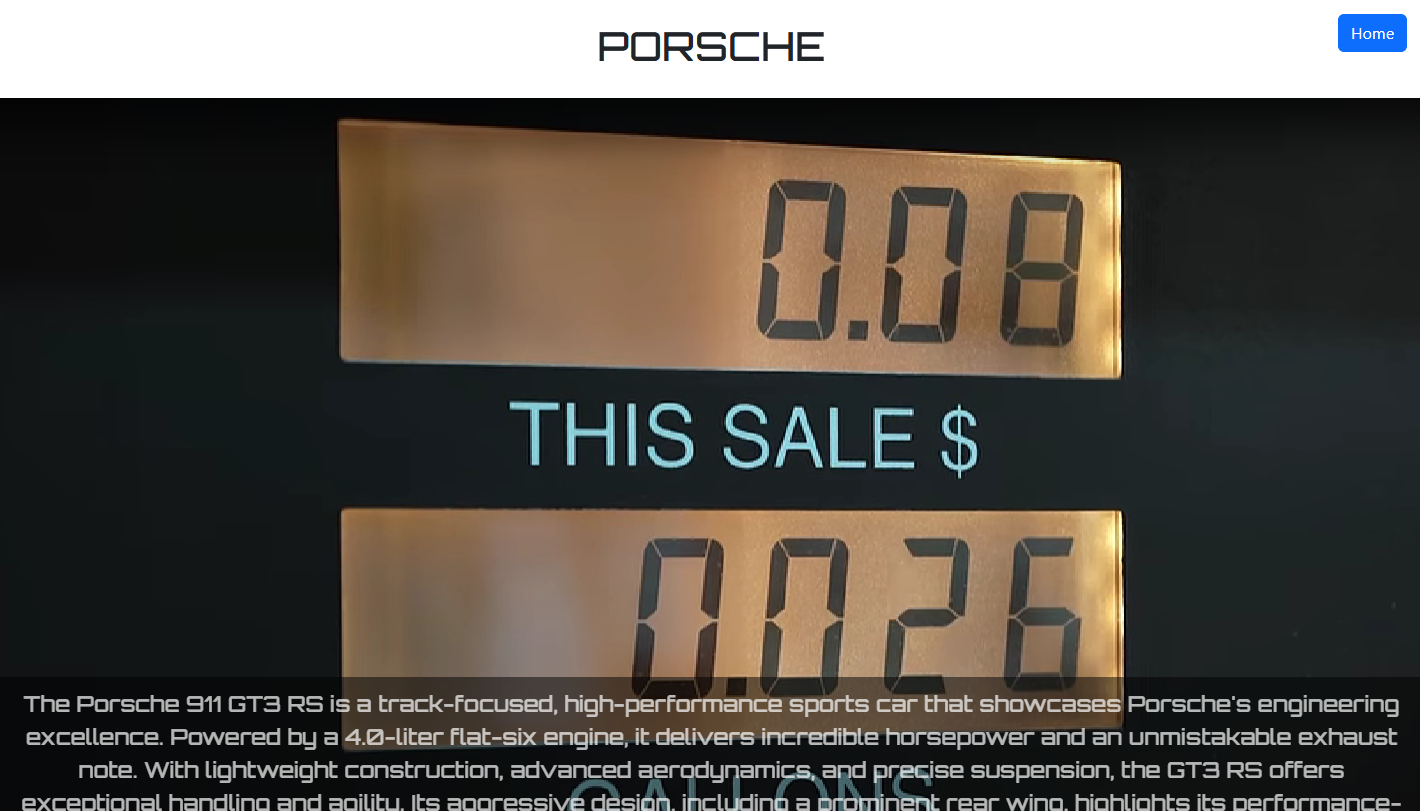 PORSCHE
Home
0.08
THIS SALE $
0.026
The Porsche 911 GT3 RS is a track-focused, high-performance sports car that showcases Porsche's engineering
excellence. Powered by a 4.0-liter flat-six engine, it delivers incredible horsepower and an unmistakable exhaust
note. With lightweight construction, advanced aerodynamics, and precise suspension, the GT3 RS offers
GALLONS
exceptional handling and agility. Its aggressive design, including a prominent rear wing, highlights its performance-